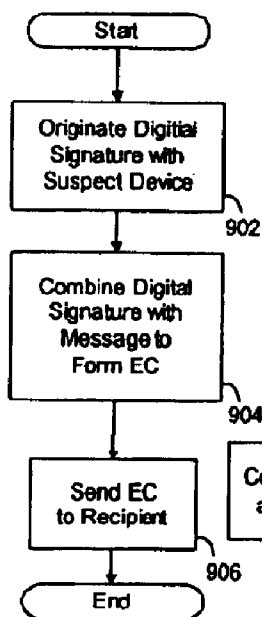 Start
Originate Digitial
Signature with
Suspect Device
902
Combine Digital
Signature with
Message to
Form EC
904
Send EC
to Recipient
906
End